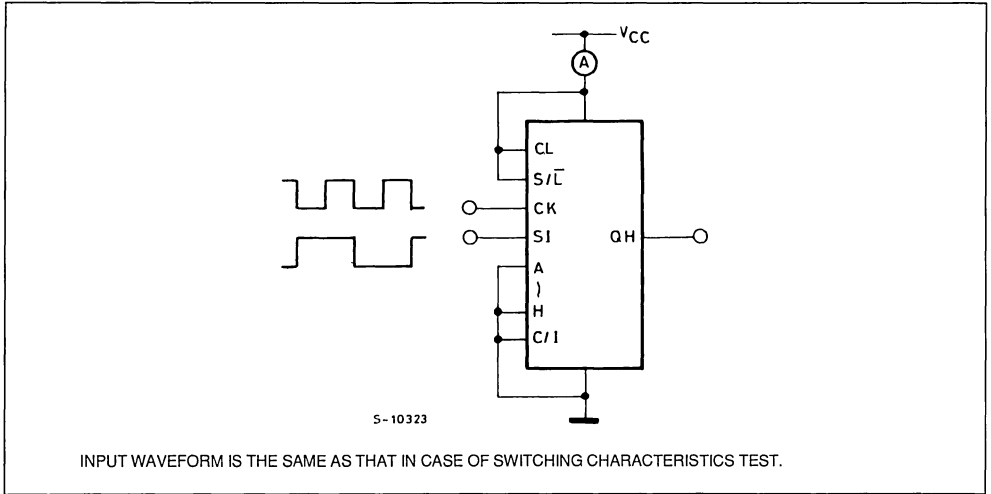 VCC
A
CL
S/L̅
CK
SI QH
A
H
C/I
S-10323
INPUT WAVEFORM IS THE SAME AS THAT IN CASE OF SWITCHING CHARACTERISTICS TEST.